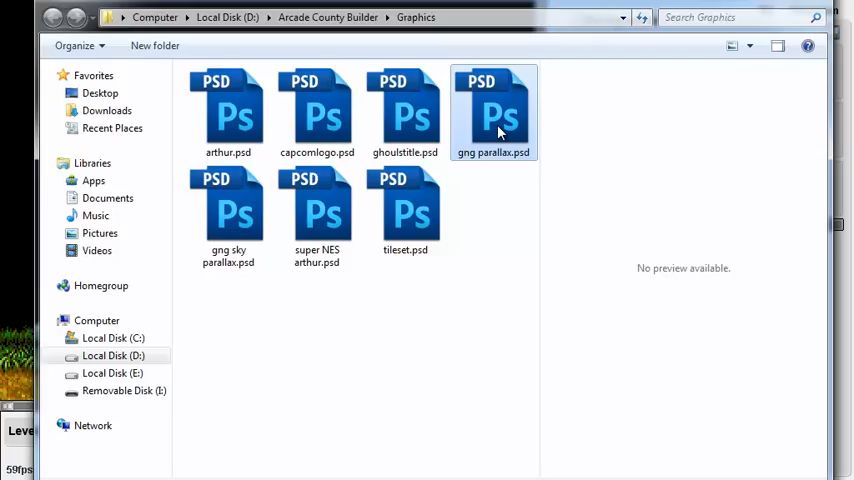 Computer Local Disk (D:) Arcade County Builder Graphics
Search Graphics
Organize New folder
Favorites
Desktop
Downloads
Recent Places
Libraries
Apps
Documents
Music
Pictures
Videos
Homegroup
Computer
Local Disk (C:)
Local Disk (D:)
Local Disk (E:)
Removable Disk (I:)
Network
PSD PSD PSD PSD
Ps Ps Ps Ps
arthur.psd capcomlogo.psd ghoulstitle.psd gng parallax.psd
PSD PSD PSD
Ps Ps Ps
gng sky super NES tileset.psd
parallax.psd arthur.psd
No preview available.
Leve
59fps